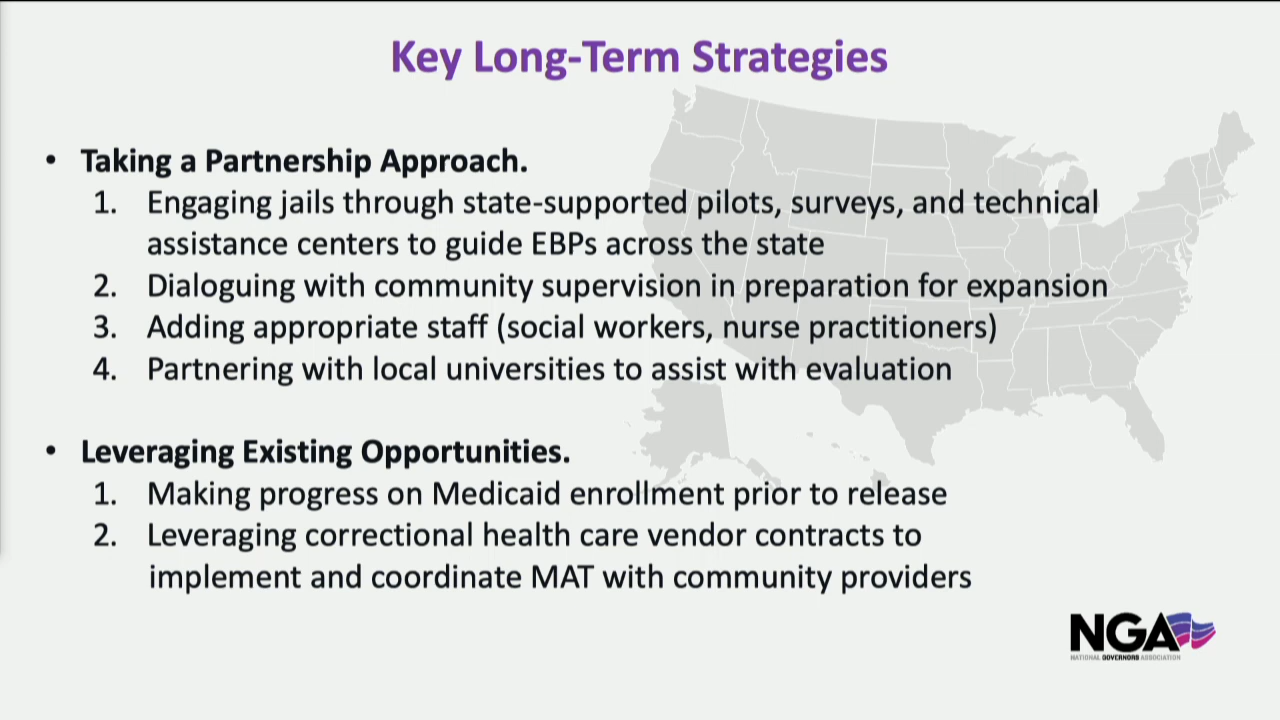 Key Long-Term Strategies
• Taking a Partnership Approach.
1. Engaging jails through state-supported pilots, surveys, and technical
assistance centers to guide EBPs across the state
2. Dialoguing with community supervision in preparation for expansion
3. Adding appropriate staff (social workers, nurse practitioners)
4. Partnering with local universities to assist with evaluation
• Leveraging Existing Opportunities.
1. Making progress on Medicaid enrollment prior to release
2. Leveraging correctional health care vendor contracts to
implement and coordinate MAT with community providers
NGA
NATIONAL GOVERNORS ASSOCIATION